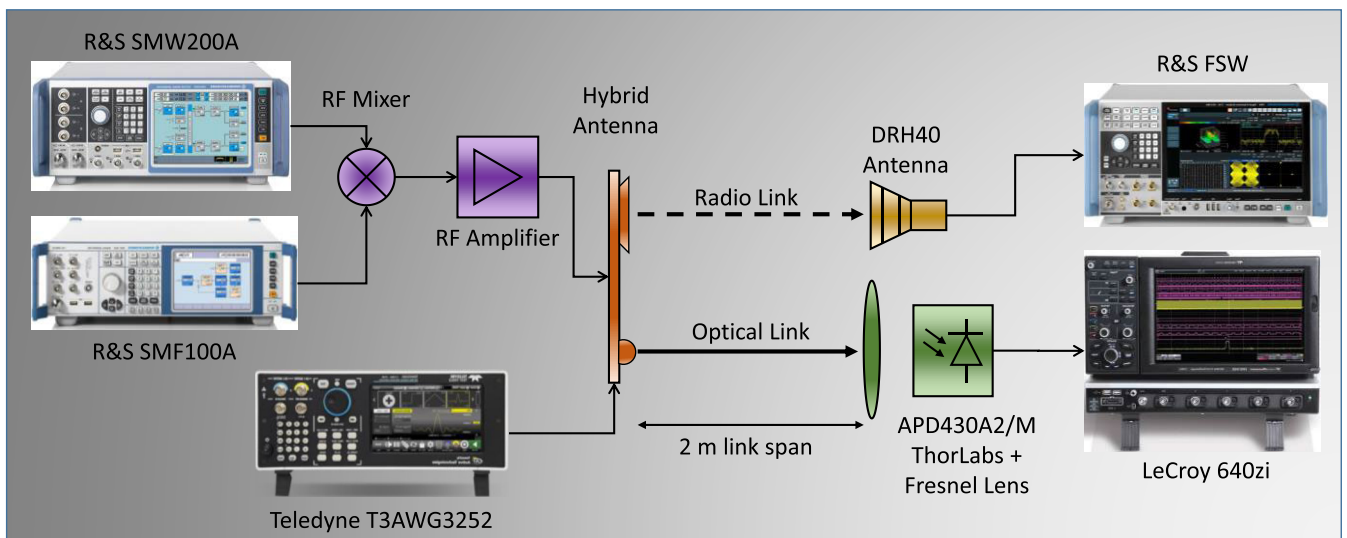 R&S SMW200A
RF Mixer
Hybrid
Antenna
R&S FSW
DRH40
Antenna
Radio Link
RF Amplifier
R&S SMF100A
Optical Link
2 m link span
APD430A2/M
ThorLabs +
Fresnel Lens
LeCroy 640zi
Teledyne T3AWG3252